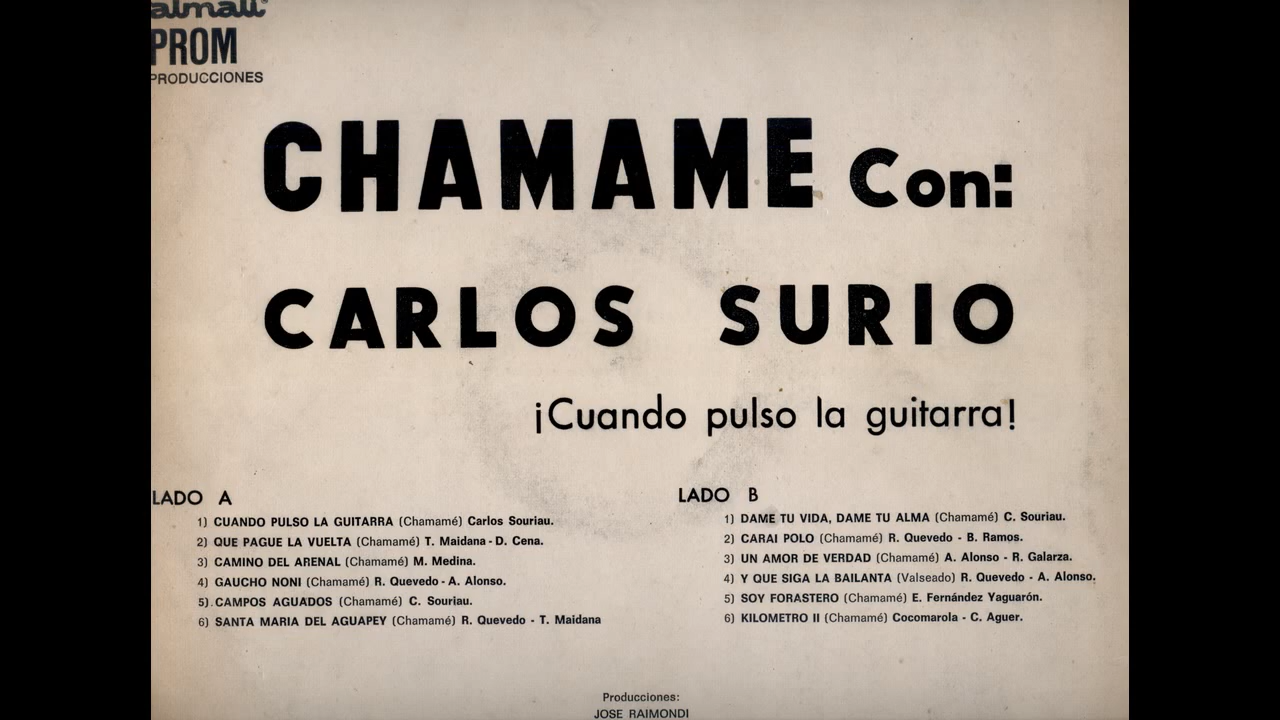 PROM
PRODUCCIONES
CHAMAME Con:
CARLOS SURIO
¡Cuando pulso la guitarra!
LADO A
1) CUANDO PULSO LA GUITARRA (Chamamé) Carlos Souriau.
2) QUE PAGUE LA VUELTA (Chamamé) T. Maidana - D. Cena.
3) CAMINO DEL ARENAL (Chamamé) M. Medina.
4) GAUCHO NONI (Chamamé) R. Quevedo - A. Alonso.
5). CAMPOS AGUADOS (Chamamé) C. Souriau.
6) SANTA MARIA DEL AGUAPEY (Chamamé) R. Quevedo - T. Maidana
LADO B
1) DAME TU VIDA, DAME TU ALMA (Chamamé) C. Souriau.
2) CARAI POLO (Chamamé) R. Quevedo - B. Ramos.
3) UN AMOR DE VERDAD (Chamamé) A. Alonso - R. Galarza.
4) Y QUE SIGA LA BAILANTA (Valseado) R. Quevedo - A. Alonso.
5) SOY FORASTERO (Chamamé) E. Fernández Yaguarón.
6) KILOMETRO II (Chamamé) Cocomarola - C. Aguer.
Producciones:
JOSE RAIMONDI